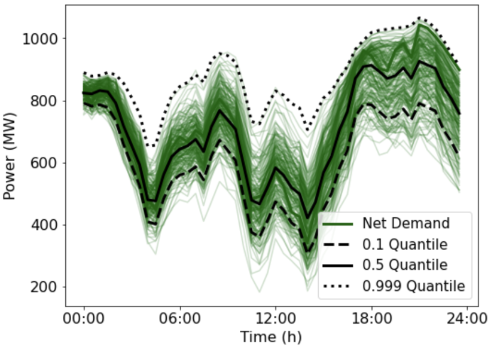 1000
800
600
400
200
Power (MW)
Net Demand
0.1 Quantile
0.5 Quantile
0.999 Quantile
00:00 06:00 12:00 18:00 24:00
Time (h)